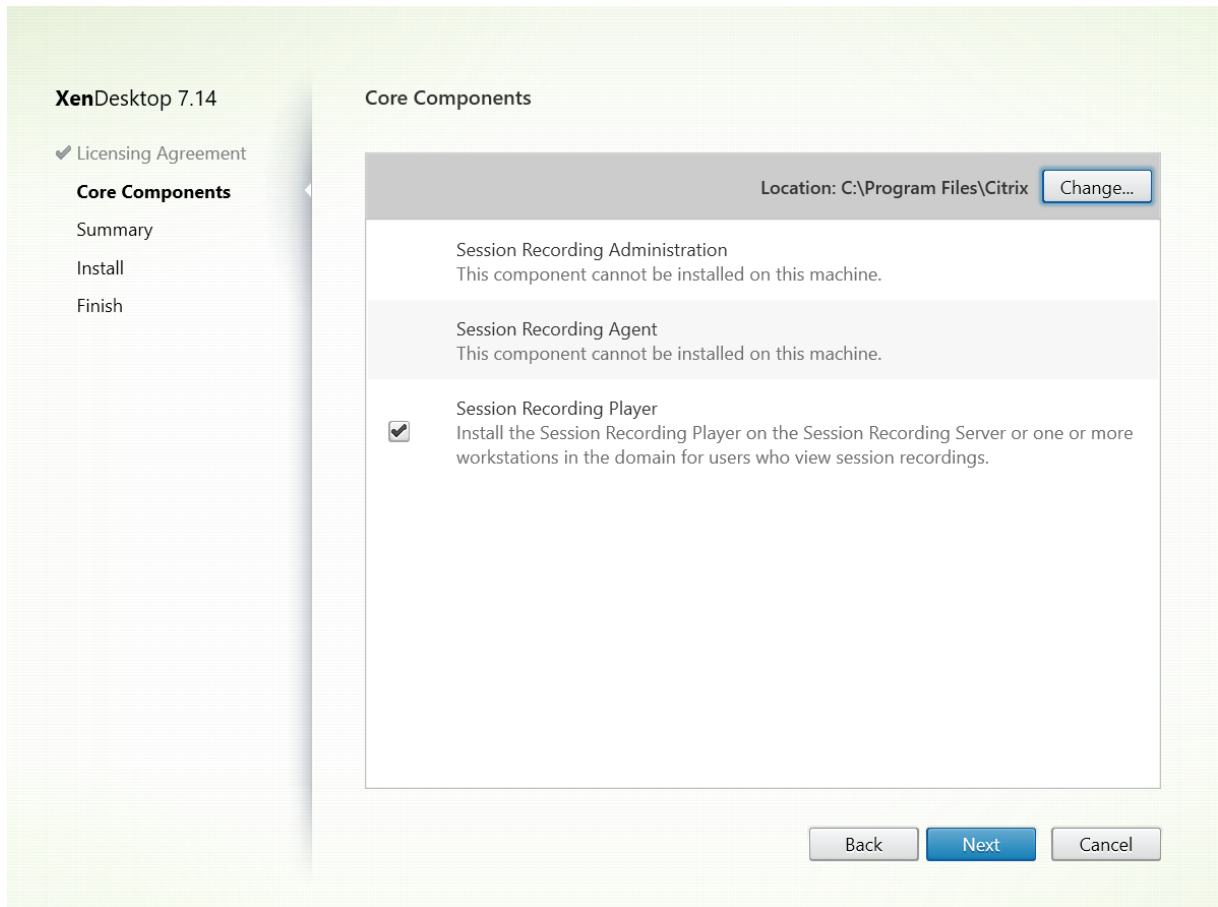 XenDesktop 7.14
Licensing Agreement
Core Components
Summary
Install
Finish
Core Components
Location: C:\Program Files\Citrix
Change...
Session Recording Administration
This component cannot be installed on this machine.
Session Recording Agent
This component cannot be installed on this machine.
Session Recording Player
Install the Session Recording Player on the Session Recording Server or one or more
workstations in the domain for users who view session recordings.
Back
Next
Cancel